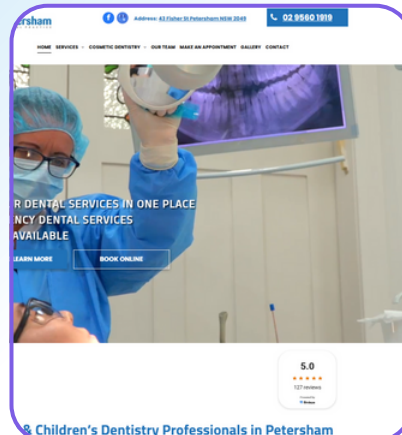 ersham
Address: 43 Fisher St Petersham NSW 2049
02 9560 1919
HOME SERVICES COSMETIC DENTISTRY OUR TEAM MAKE AN APPOINTMENT GALLERY CONTACT
R DENTAL SERVICES IN ONE PLACE
NCY DENTAL SERVICES
AVAILABLE
LEARN MORE BOOK ONLINE
5.0
127 reviews
& Children's Dentistry Professionals in Petersham